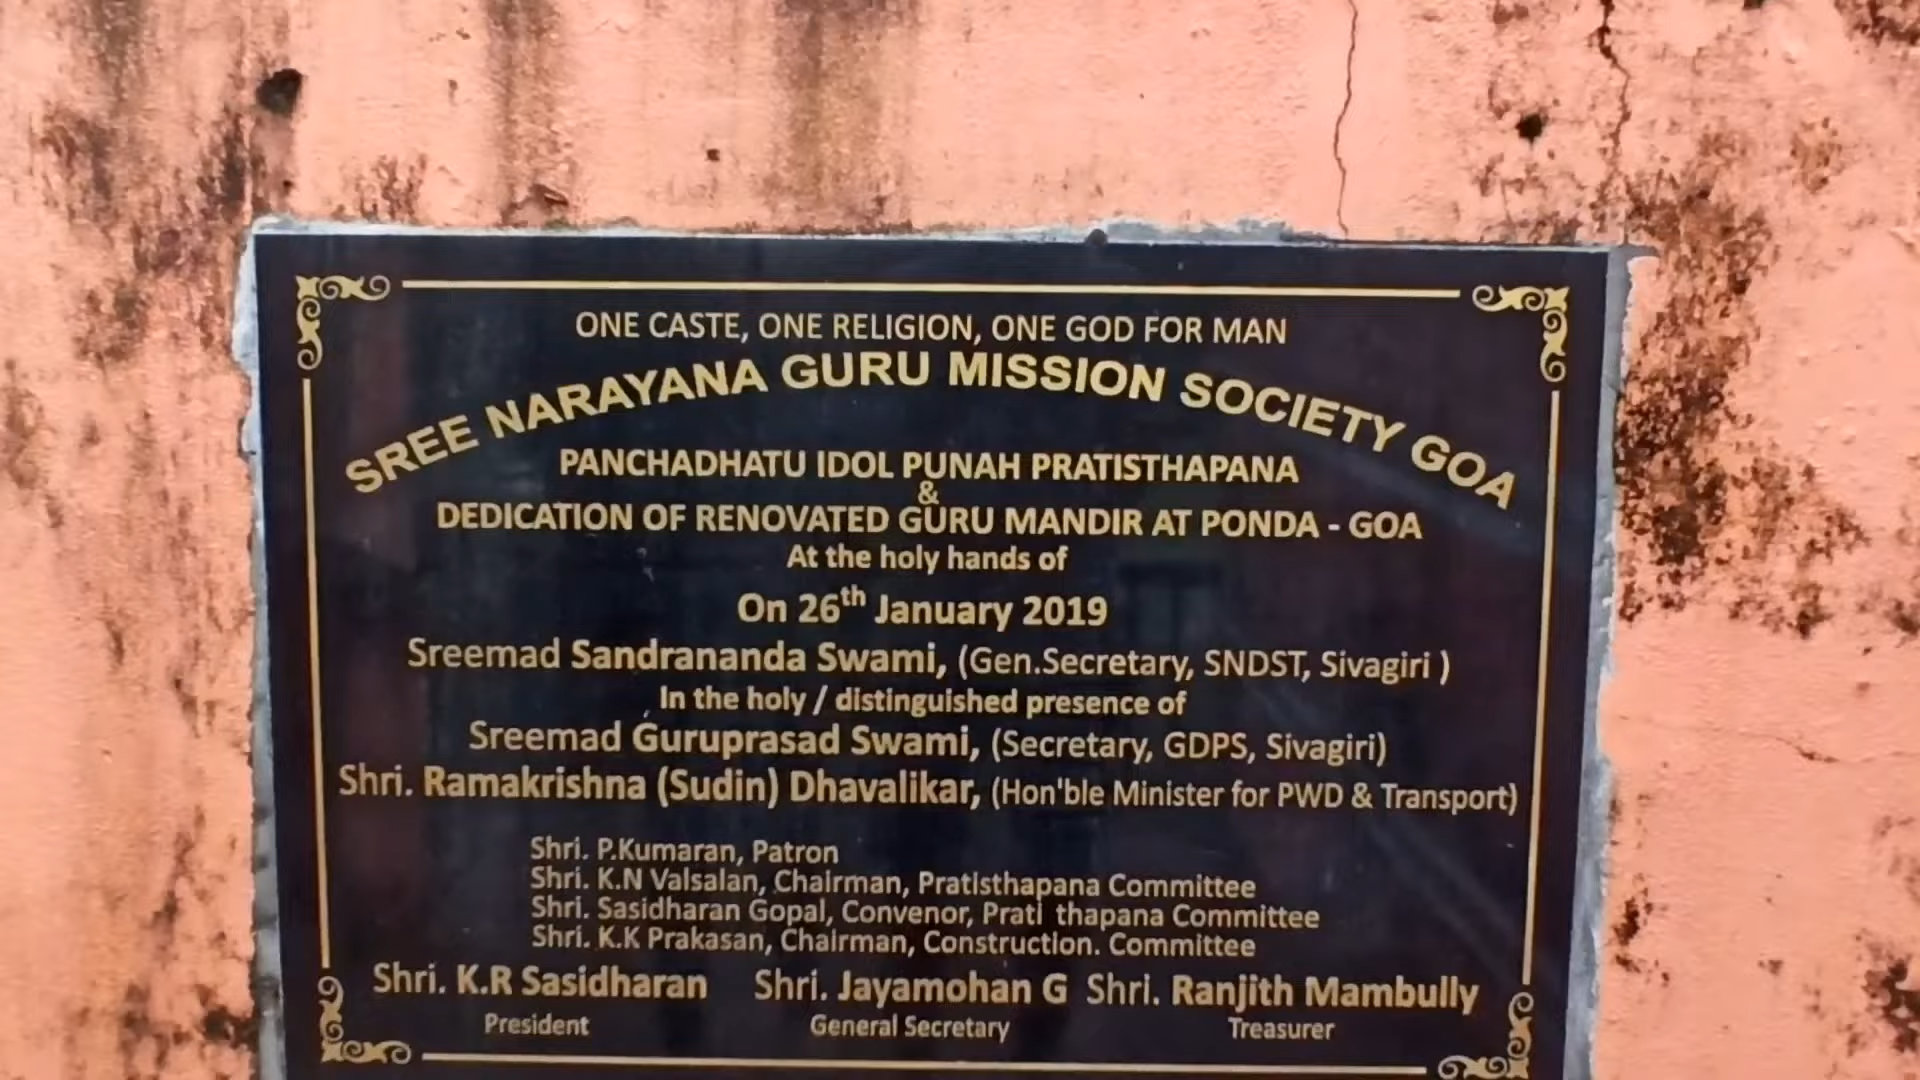 ONE CASTE, ONE RELIGION, ONE GOD FOR MAN
SREE NARAYANA GURU MISSION SOCIETY GOA
PANCHADHATU IDOL PUNAH PRATISTHAPANA
&
DEDICATION OF RENOVATED GURU MANDIR AT PONDA - GOA
At the holy hands of
On 26th January 2019
Sreemad Sandrananda Swami, (Gen.Secretary, SNDST, Sivagiri )
In the holy / distinguished presence of
Sreemad Guruprasad Swami, (Secretary, GDPS, Sivagiri)
Shri. Ramakrishna (Sudin) Dhavalikar, (Hon'ble Minister for PWD & Transport)
Shri. P.Kumaran, Patron
Shri. K.N Valsalan, Chairman, Pratisthapana Committee
Shri. Sasidharan Gopal, Convenor, Prati thapana Committee
Shri. K.K Prakasan, Chairman, Construction. Committee
Shri. K.R Sasidharan Shri. Jayamohan G Shri. Ranjith Mambully
President General Secretary Treasurer